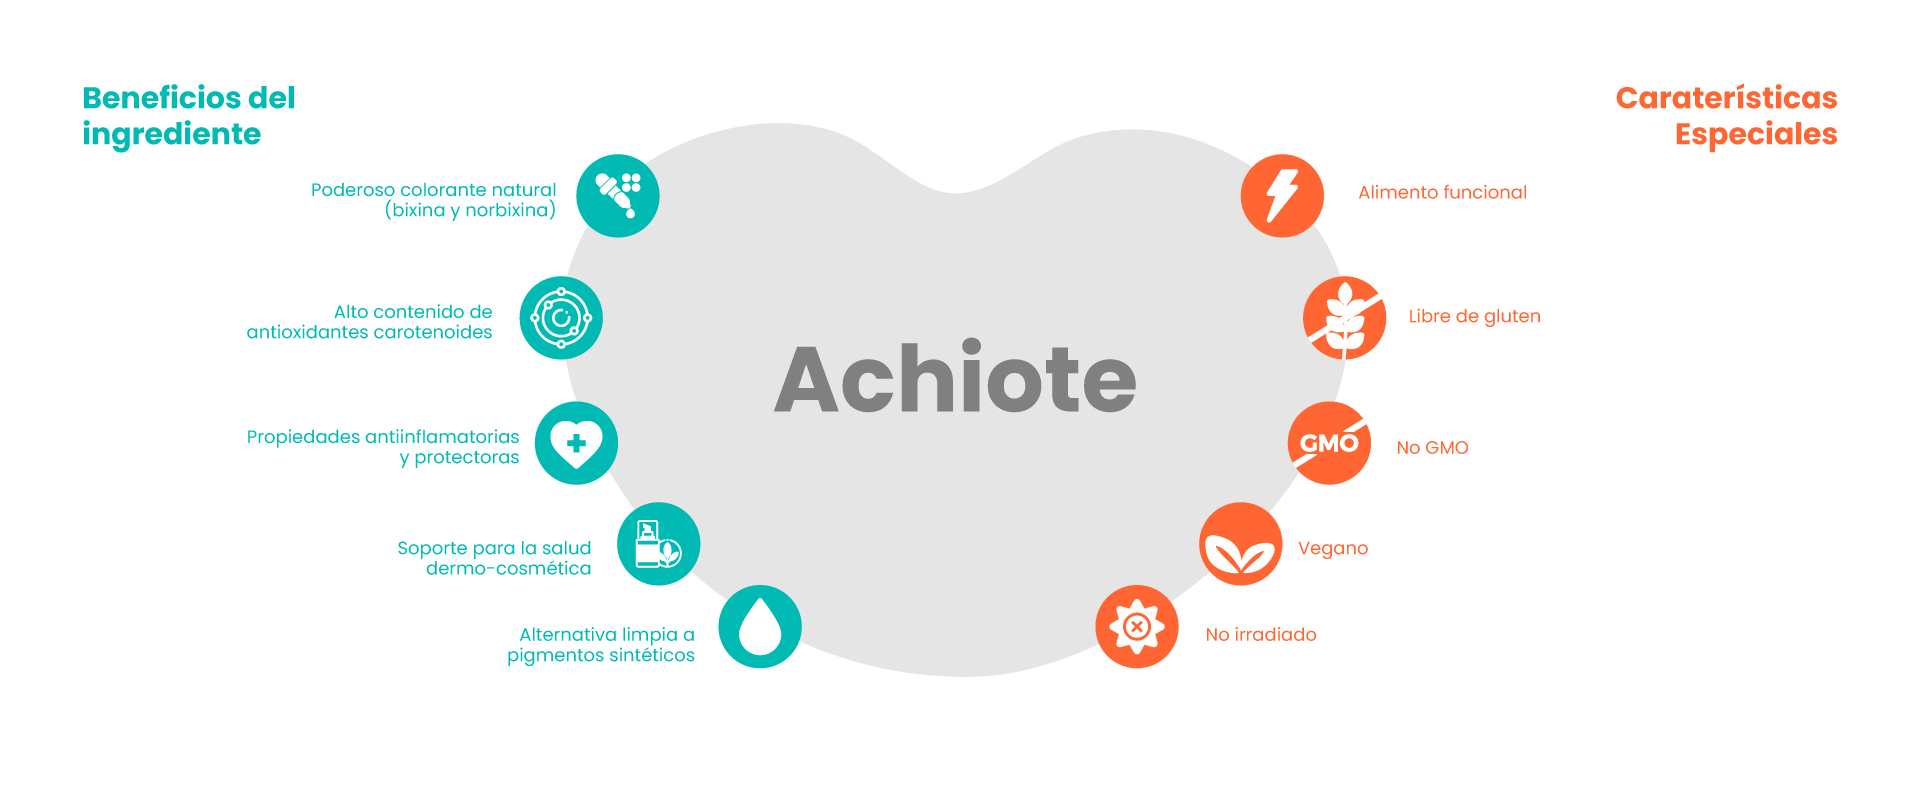 Beneficios del
ingrediente
Poderoso colorante natural
(bixina y norbixina)
Alto contenido de
antioxidantes carotenoides
Propiedades antiinflamatorias
y protectoras
Soporte para la salud
dermo-cosmética
Alternativa limpia a
pigmentos sintéticos
Achiote
Caraterísticas
Especiales
Alimento funcional
Libre de gluten
GMO
No GMO
Vegano
No irradiado